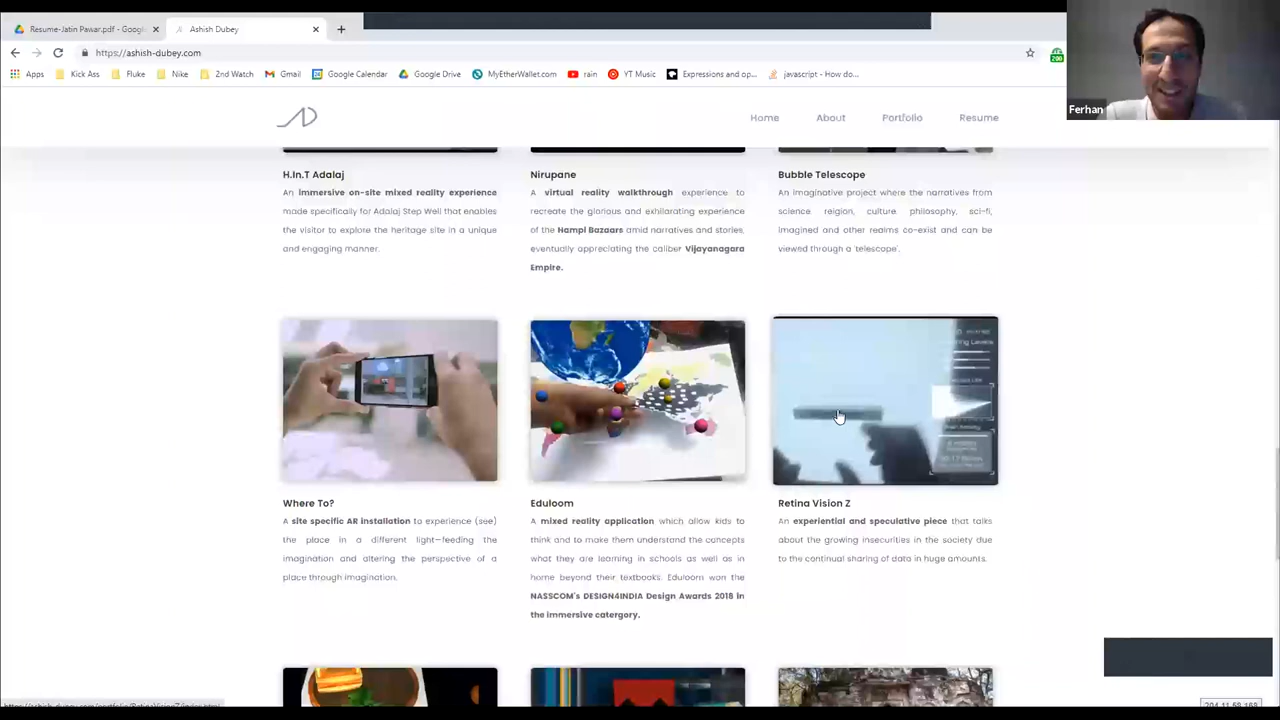 Resume-Jatin Pawar.pdf - Googl
Ashish Dubey
https://ashish-dubey.com
Apps Kick Ass Fluke Nike 2nd Watch Gmail Google Calendar Google Drive MyEtherWallet.com rain YT Music Expressions and op... javascript - How do...
Ferhan
Home About Portfolio Resume
H.In.T Adalaj
An immersive on-site mixed reality experience
made specifically for Adalaj Step Well that enables
the visitor to explore the heritage site in a unique
and engaging manner.
Nirupane
A virtual reality walkthrough experience to
recreate the glorious and exhilarating experience
of the Hampi Bazaars amid narratives and stories,
eventually appreciating the caliber Vijayanagara
Empire.
Bubble Telescope
An imaginative project where the narratives from
science reigion, culture, philosophy, sci-fi,
imagined and other realms co-exist and can be
viewed through a 'telescope'.
Where To?
A site specific AR installation to experience (see)
the place in a different light—feeding the
imagination and altering the perspective of a
place through imagination.
Eduloom
A mixed reality application which allow kids to
think and to make them understand the concepts
what they are learning in schools as well as in
home beyond their textbooks. Eduloom won the
NASSCOM's DESIGN4INDIA Design Awards 2018 in
the immersive catergory.
Retina Vision Z
An experiential and speculative piece that talks
about the growing insecurities in the society due
to the continual sharing of data in huge amounts.